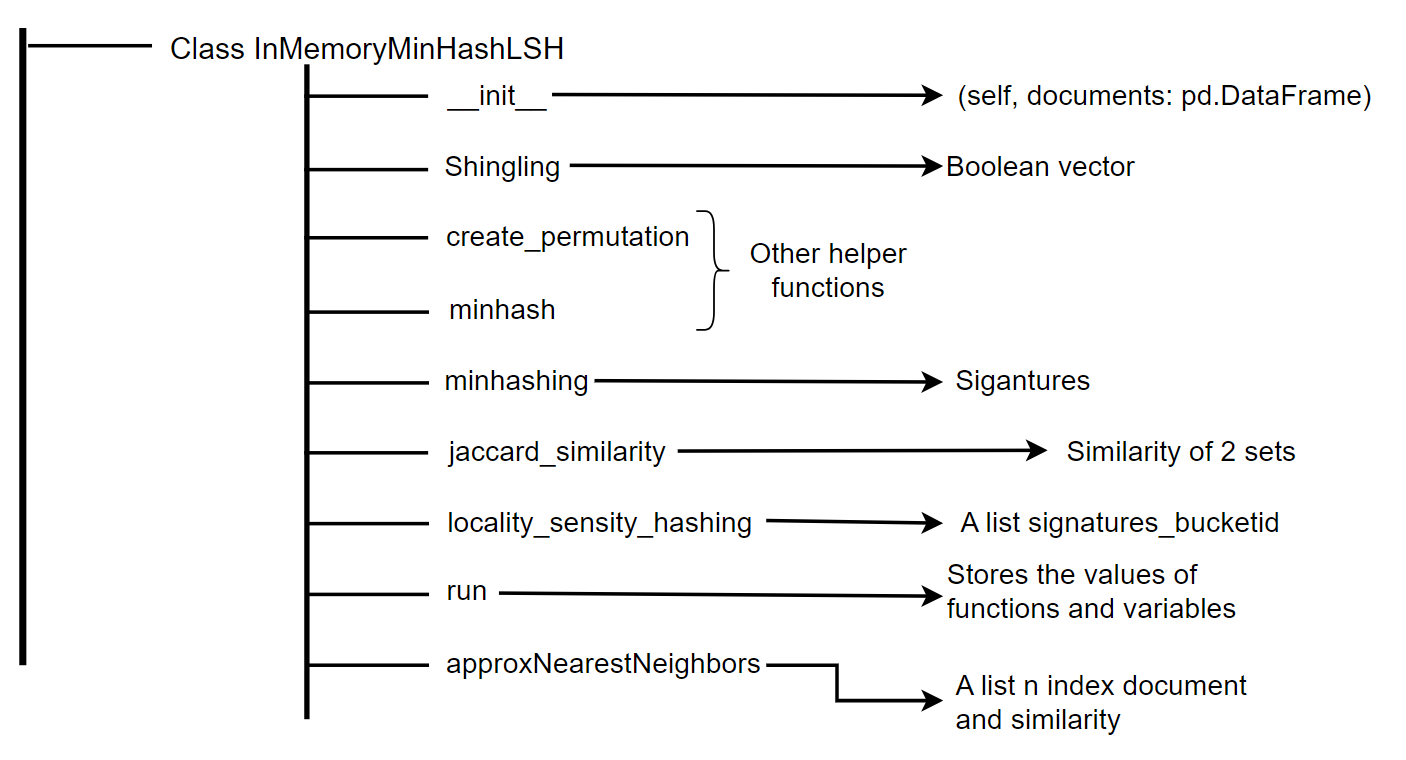 Class InMemoryMinHashLSH
__init__
(self, documents: pd.DataFrame)
Shingling
Boolean vector
create_permutation
Other helper
functions
minhash
minhashing
Sigantures
jaccard_similarity
Similarity of 2 sets
locality_sensity_hashing
A list signatures_bucketid
run
Stores the values of
functions and variables
approxNearestNeighbors
A list n index document
and similarity